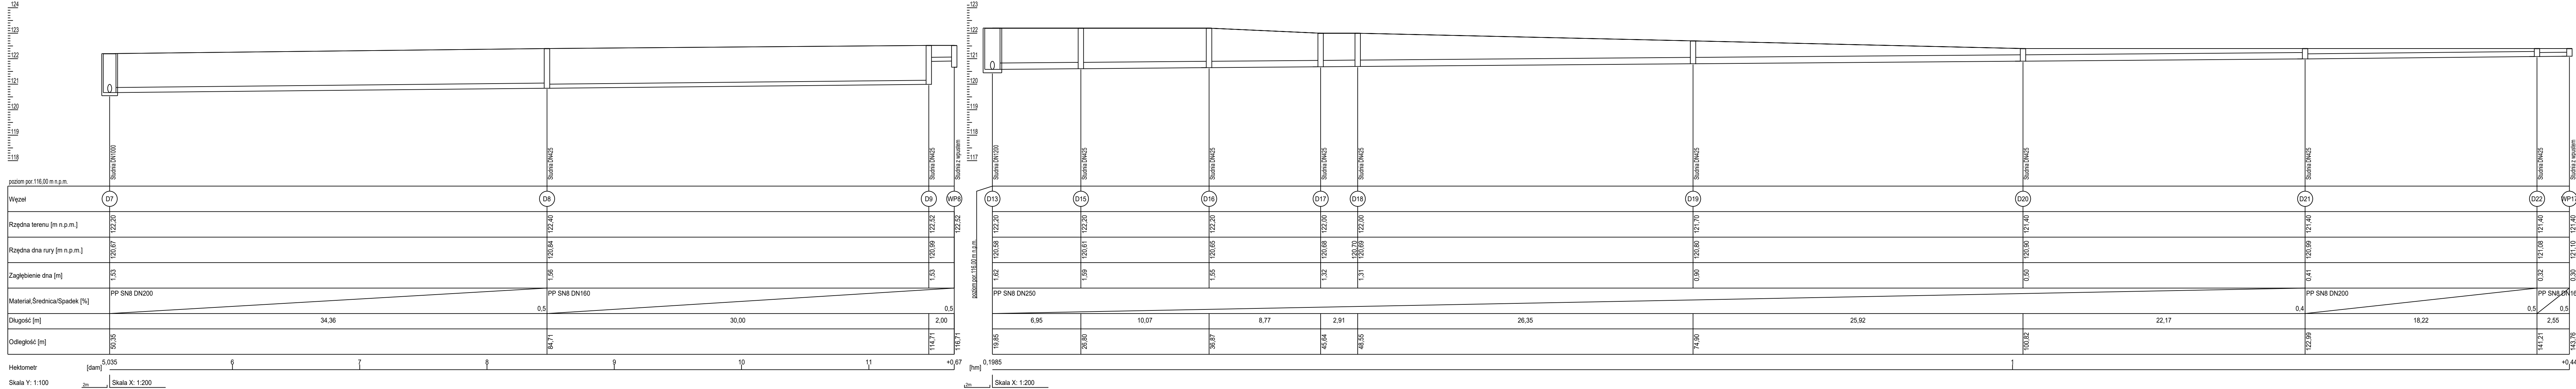 124
123
122
121
120
119
118
Studnia DN1000
Studnia DN425
Studnia DN425
Studnia z wpustem
poziom por.116,00 m n.p.m.
Węzeł D7 D8 D9 WP8
Rzędna terenu [m n.p.m.] 122,20 122,40 122,52 122,52
Rzędna dna rury [m n.p.m.] 120,67 120,84 120,99
Zagłębienie dna [m] 1,53 1,56 1,53
Materiał,Średnica/Spadek [%] PP SN8 DN200 0,5 PP SN8 DN160 0,5
Długość [m] 34,36 30,00 2,00
Odległość [m] 50,35 84,71 114,71 116,71
Hektometr [dam] 5,035 6 7 8 9 10 11 +0,67
Skala Y: 1:100 2m Skala X: 1:200
123
122
121
120
119
118
117
Studnia DN1200
Studnia DN425
Studnia DN425
Studnia DN425
Studnia DN425
Studnia DN425
Studnia DN425
Studnia DN425
Studnia DN425
Studnia z wpustem
poziom por.116,00 m n.p.m.
D13 D15 D16 D17 D18 D19 D20 D21 D22 WP17
122,20 122,20 122,20 122,00 122,00 121,70 121,40 121,40 121,40 121,40
120,58 120,61 120,65 120,68 120,70 120,69 120,80 120,90 120,99 121,08 121,10
1,62 1,59 1,55 1,32 1,31 0,90 0,50 0,41 0,32 0,30
PP SN8 DN250 0,4 PP SN8 DN200 0,5 PP SN8 DN16 0,5
6,95 10,07 8,77 2,91 26,35 25,92 22,17 18,22 2,55
19,85 26,80 36,87 45,64 48,55 74,90 100,82 122,99 141,21 143,76
[hm] 0,1985 1 +0,44
2m Skala X: 1:200